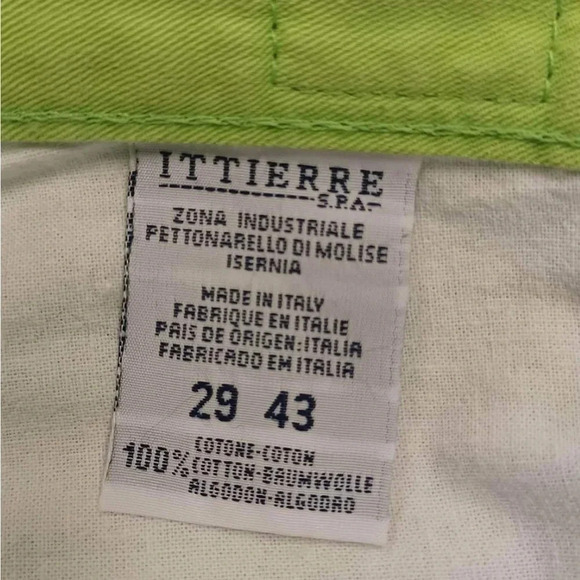 ITTIERRE
S.P.A.
ZONA INDUSTRIALE
PETTONARELLO DI MOLISE
ISERNIA
MADE IN ITALY
FABRIQUE EN ITALIE
PAIS DE ORIGEN:ITALIA
FABRICADO EM ITALIA
29 43
COTONE-COTON
100% COTTON-BAUMWOLLE
ALGODON-ALGODAO